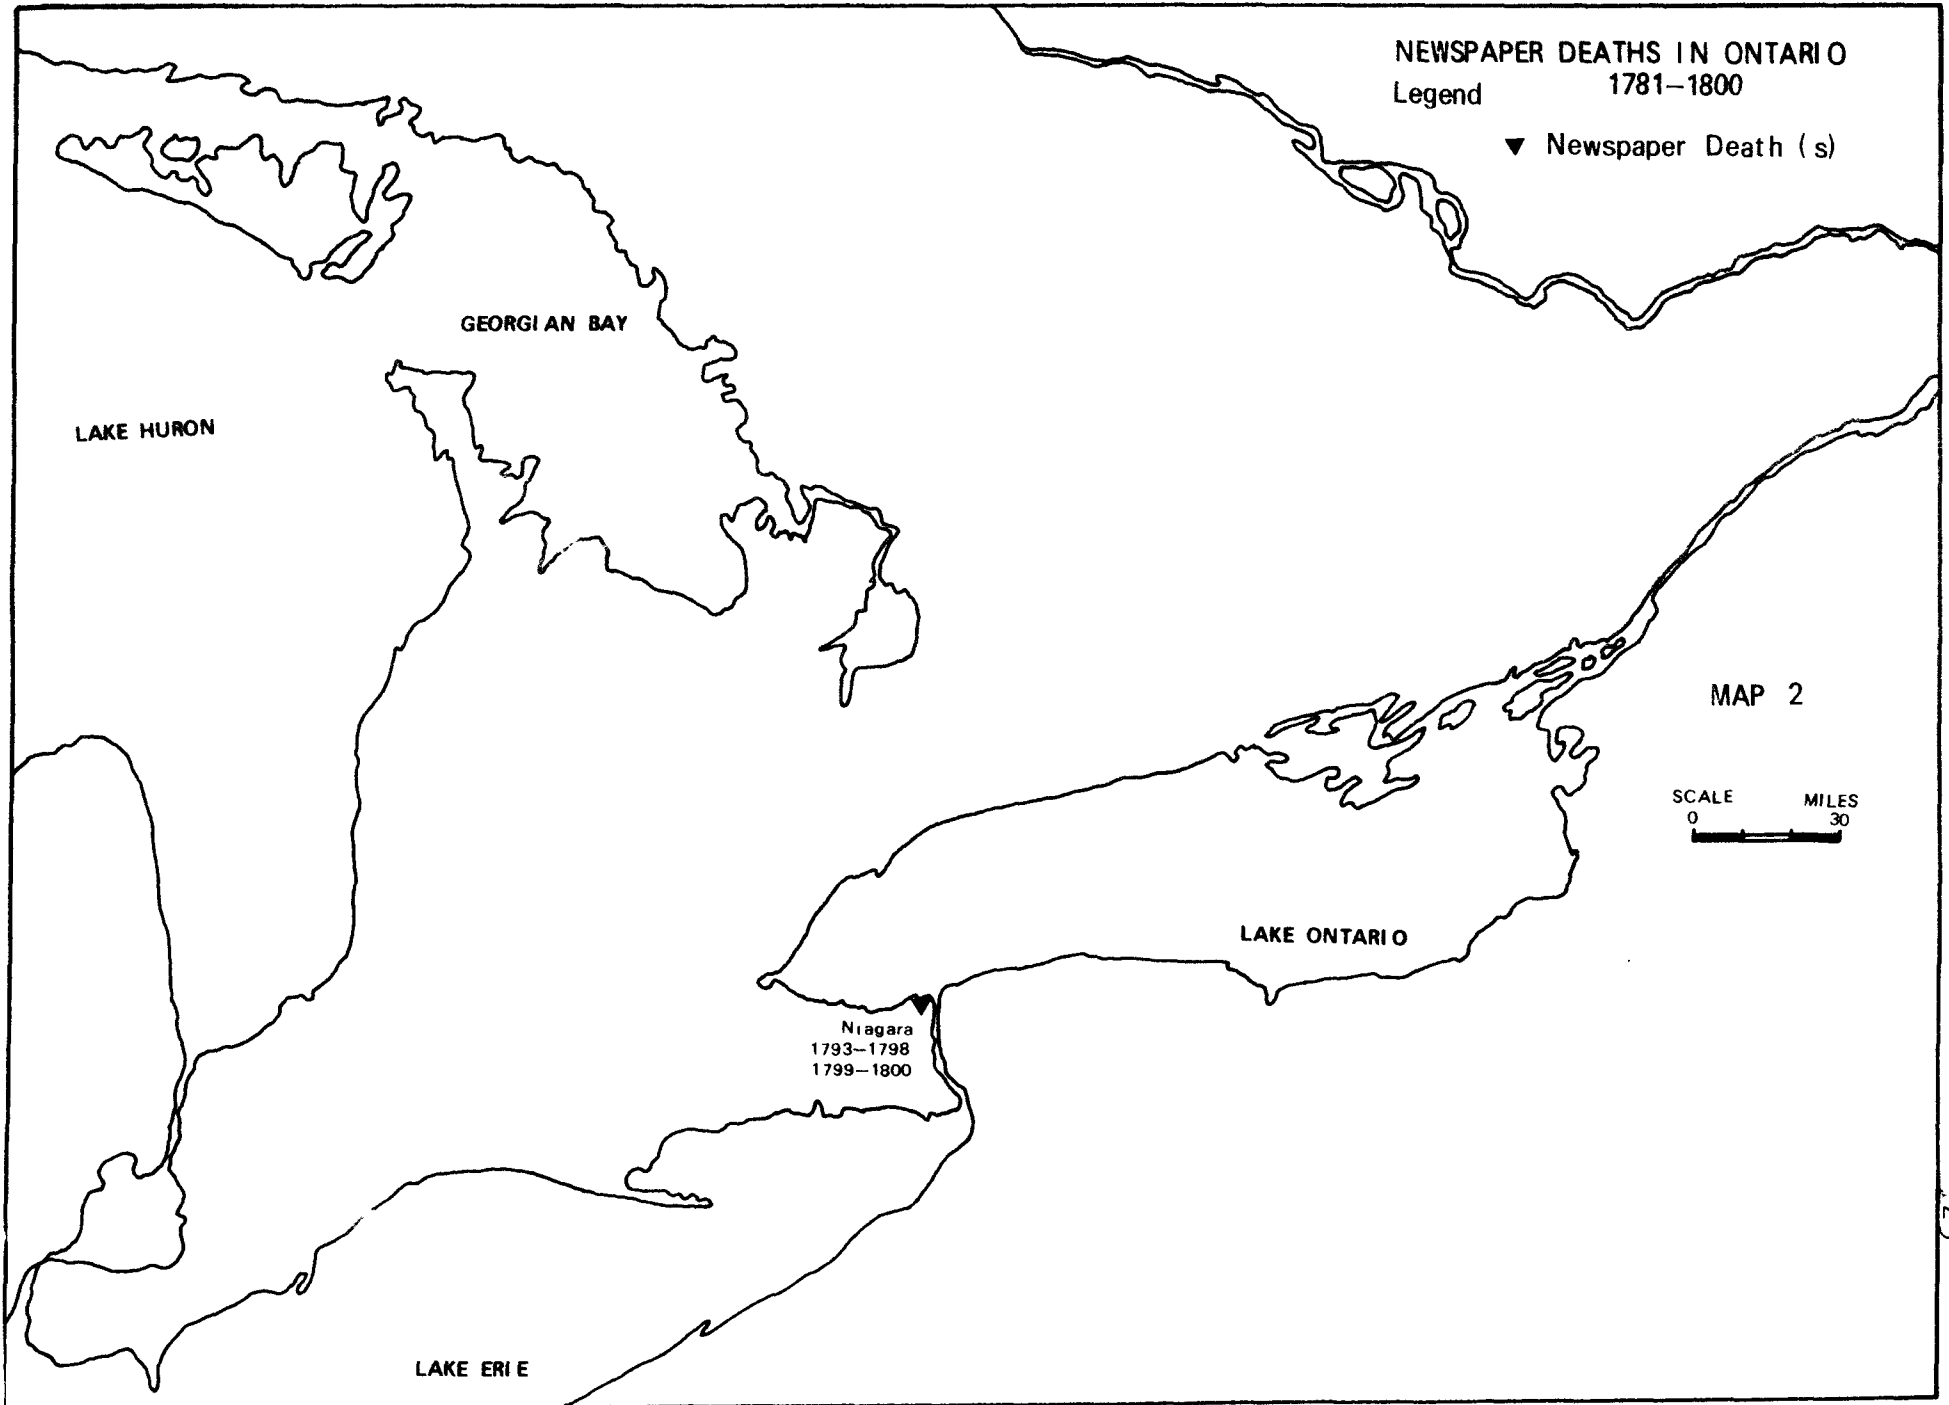 NEWSPAPER DEATHS IN ONTARIO
1781–1800
Legend
▼ Newspaper Death (s)
GEORGIAN BAY
LAKE HURON
MAP 2
SCALE MILES
0 30
LAKE ONTARIO
Niagara
1793–1798
1799–1800
LAKE ERIE